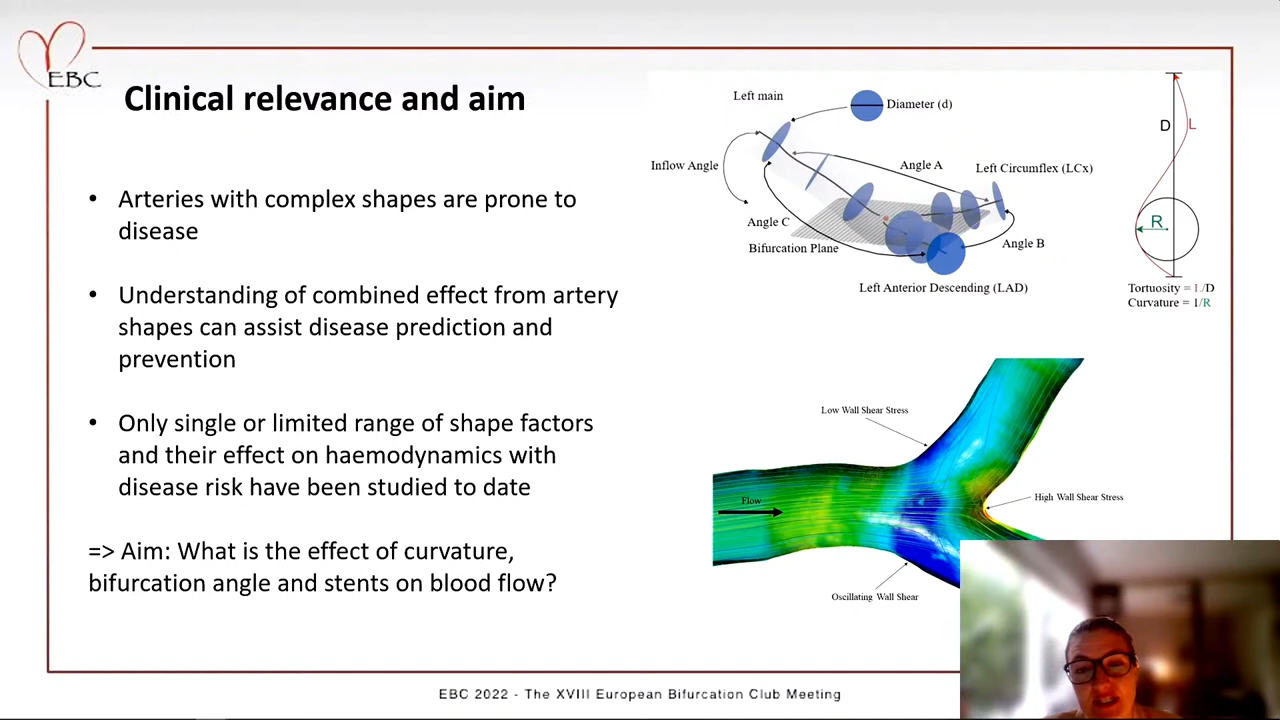 EBC
Clinical relevance and aim
• Arteries with complex shapes are prone to
disease
• Understanding of combined effect from artery
shapes can assist disease prediction and
prevention
• Only single or limited range of shape factors
and their effect on haemodynamics with
disease risk have been studied to date
=> Aim: What is the effect of curvature,
bifurcation angle and stents on blood flow?
Left main
Diameter (d)
Inflow Angle
Angle A
Left Circumflex (LCx)
Angle C
Bifurcation Plane
Angle B
Left Anterior Descending (LAD)
D
L
R
Tortuosity = L/D
Curvature = 1/R
Low Wall Shear Stress
Flow
High Wall Shear Stress
Oscillating Wall Shear
EBC 2022 - The XVIII European Bifurcation Club Meeting